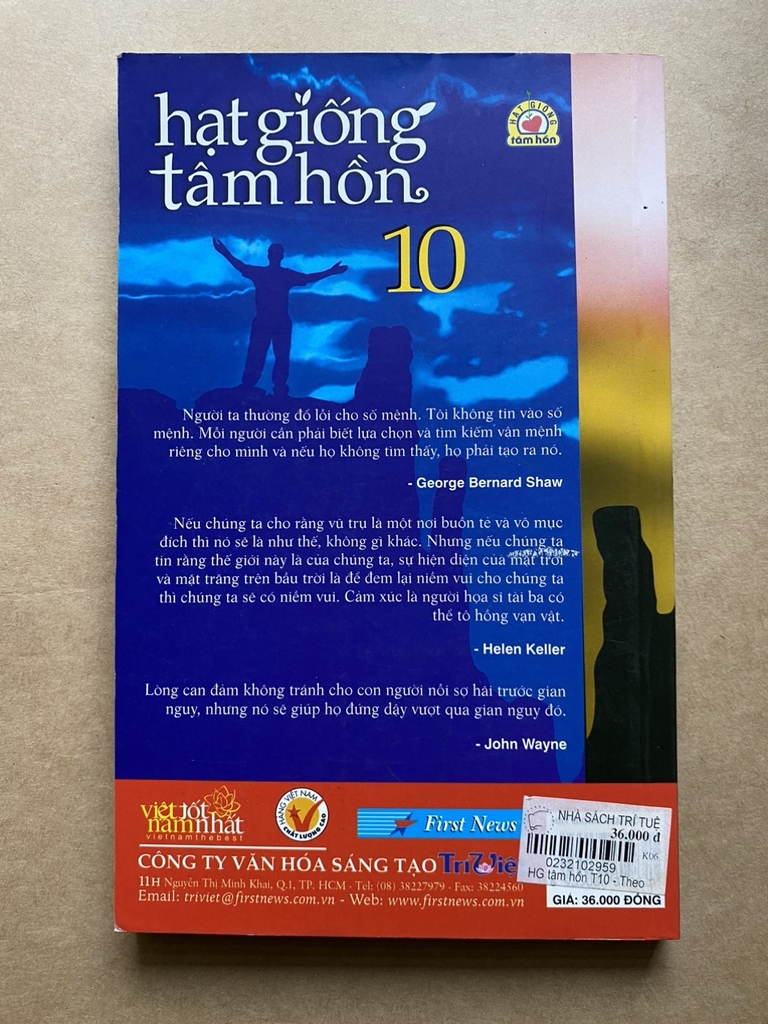 hạt giống
tâm hồn
HẠT GIỐNG
tâm hồn
10
Người ta thường đổ lỗi cho số mệnh. Tôi không tin vào số
mệnh. Mỗi người cần phải biết lựa chọn và tìm kiếm vận mệnh
riêng cho mình và nếu họ không tìm thấy, họ phải tạo ra nó.
- George Bernard Shaw
Nếu chúng ta cho rằng vũ trụ là một nơi buồn tẻ và vô mục
đích thì nó sẽ là như thế, không gì khác. Nhưng nếu chúng ta
tin rằng thế giới này là của chúng ta, sự hiện diện của mặt trời
và mặt trăng trên bầu trời là để đem lại niềm vui cho chúng ta
thì chúng ta sẽ có niềm vui. Cảm xúc là người họa sĩ tài ba có
thể tô hồng vạn vật.
- Helen Keller
Lòng can đảm không tránh cho con người nỗi sợ hãi trước gian
nguy, nhưng nó sẽ giúp họ đứng dậy vượt qua gian nguy đó.
- John Wayne
việt tốt
nam nhất
vietnamthebest
HÀNG VIỆT NAM
CHẤT LƯỢNG CAO
First News
NHÀ SÁCH TRÍ TUỆ
36.000 đ
K06
0232102959
HG tâm hồn T10 - Theo
CÔNG TY VĂN HÓA SÁNG TẠO Trí Việ
11H Nguyễn Thị Minh Khai, Q.1, TP. HCM - Tel: (08) 38227979 - Fax: 38224560
Email: triviet@firstnews.com.vn - Web: www.firstnews.com.vn
GIÁ: 36.000 ĐỒNG